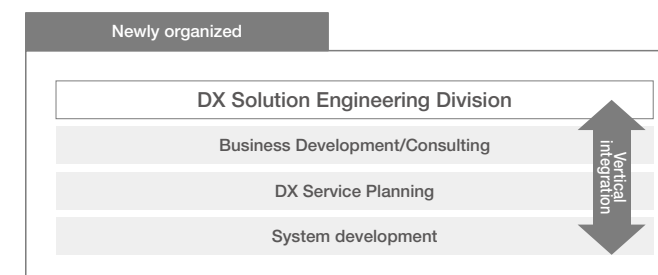 Newly organized
DX Solution Engineering Division
Business Development/Consulting
DX Service Planning
System development
Vertical
integration